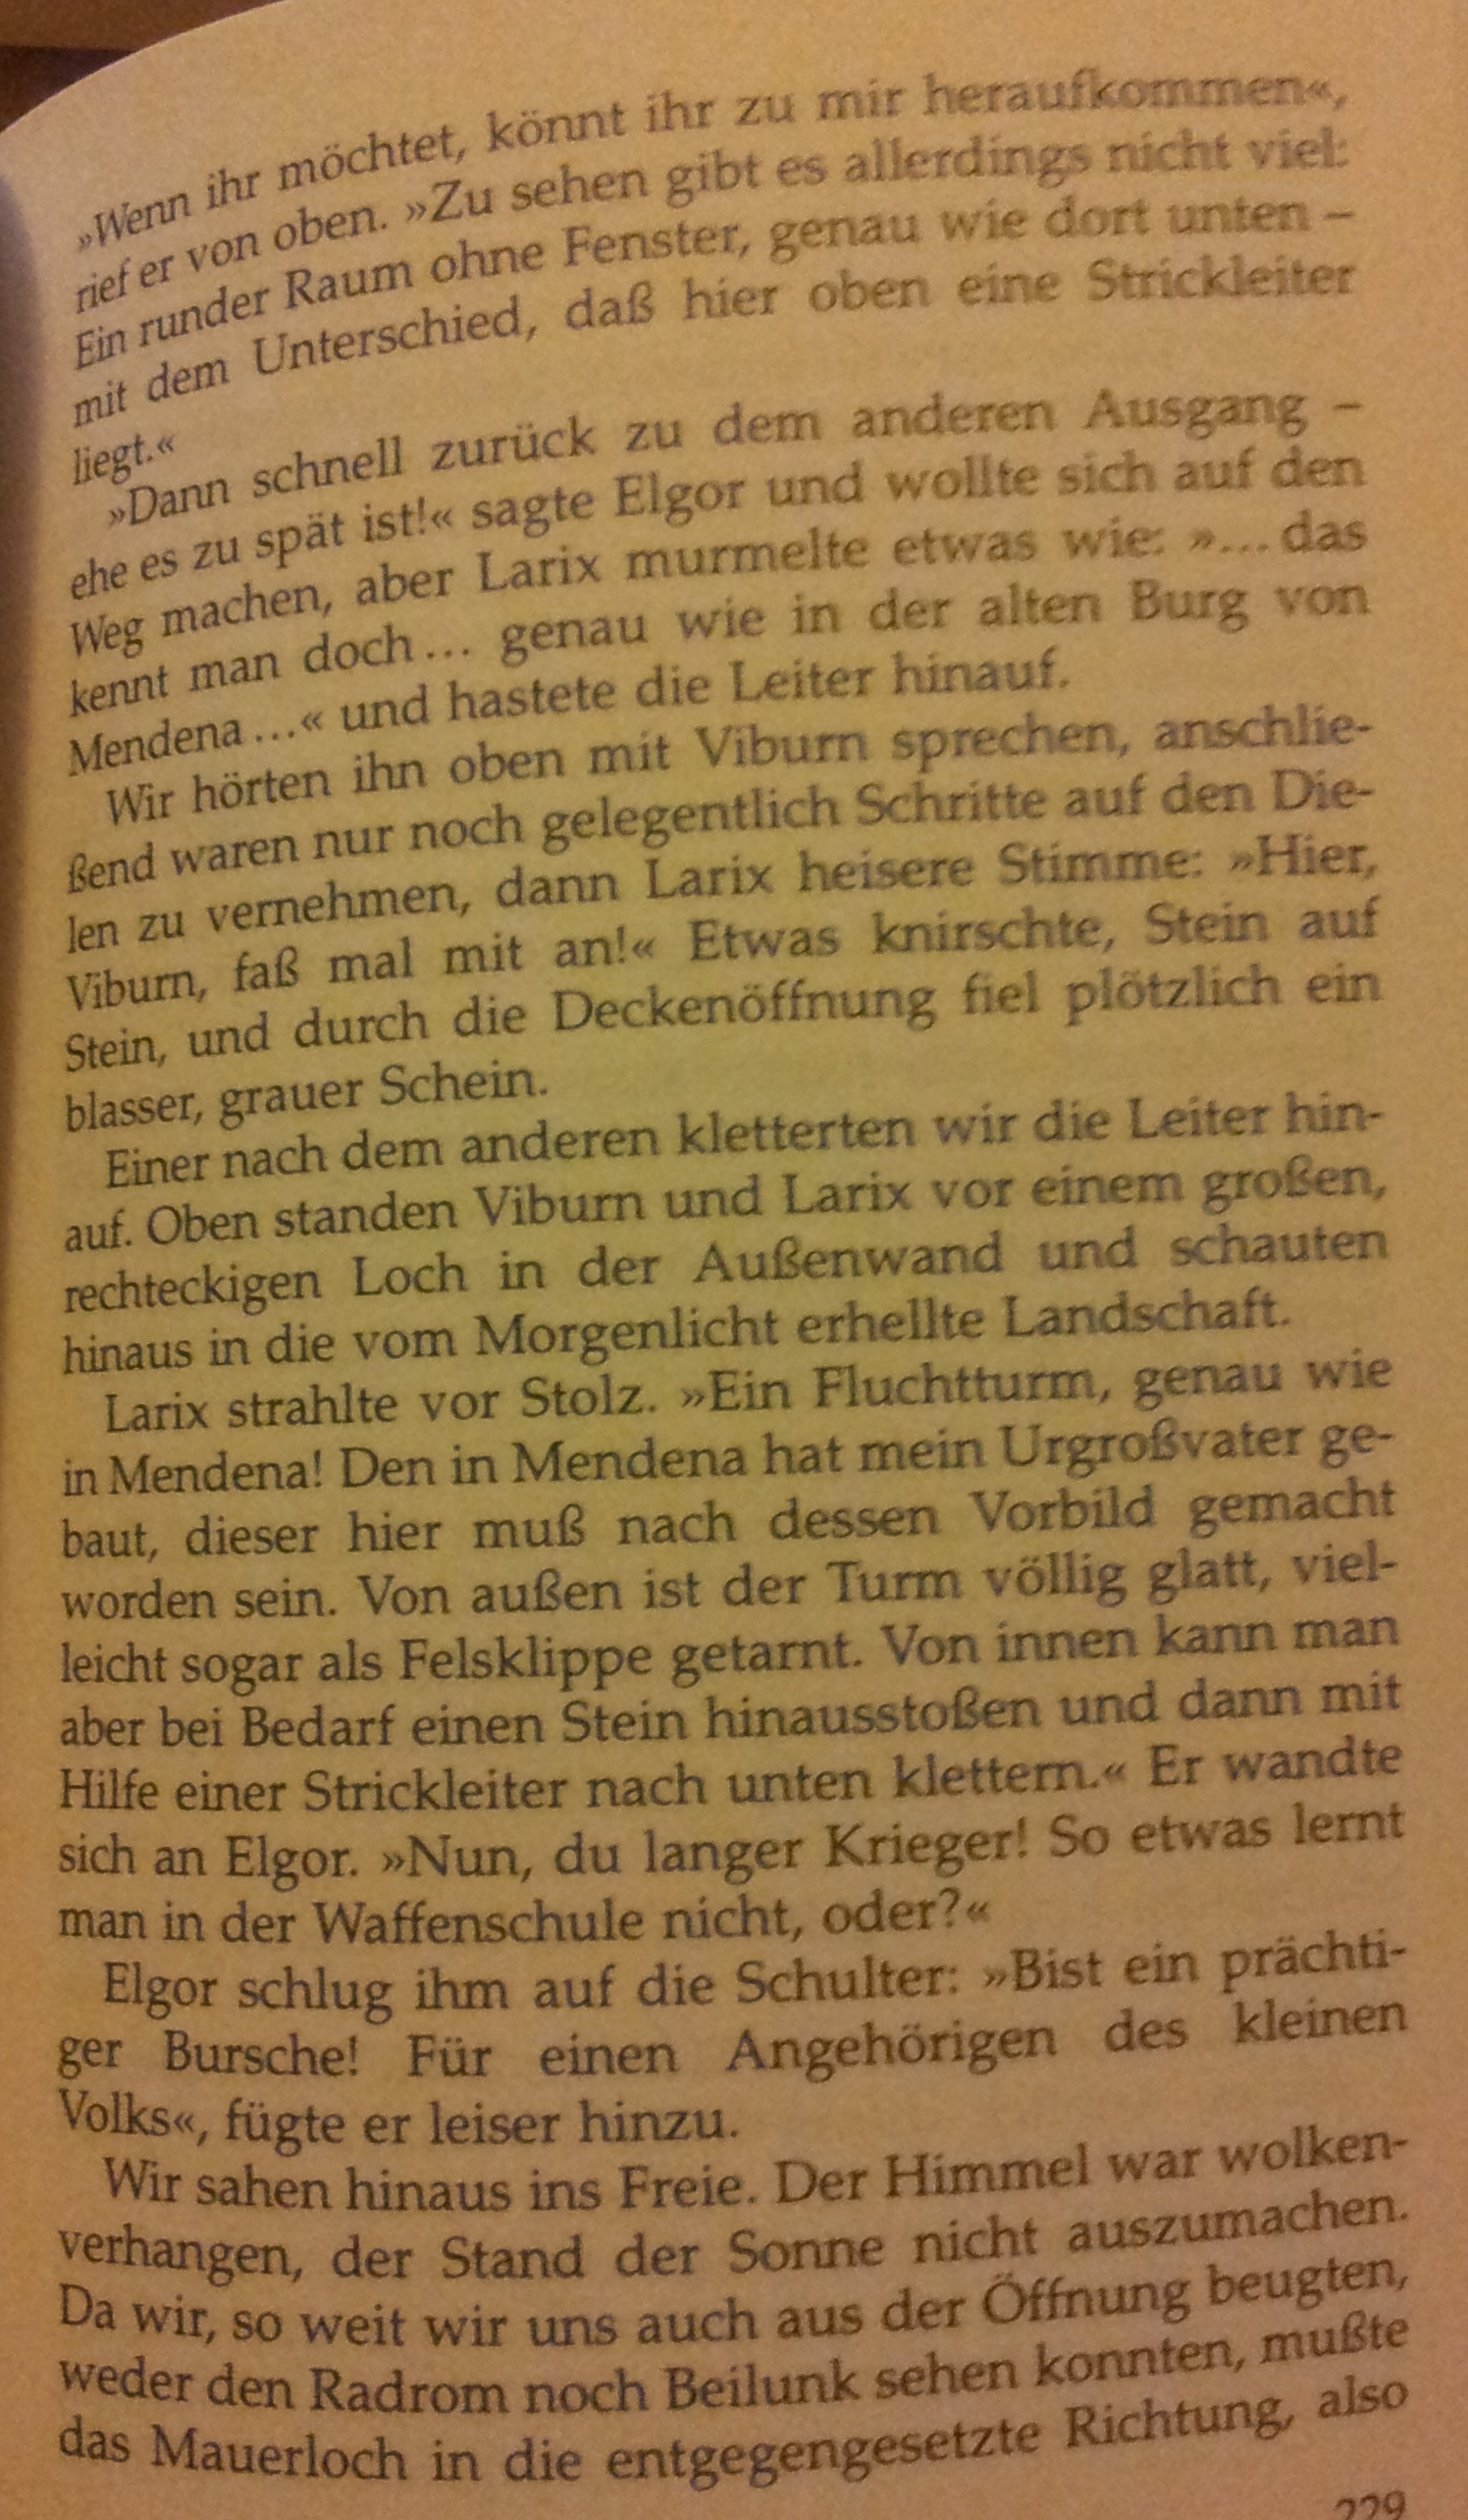 »Wenn ihr möchtet, könnt ihr zu mir heraufkommen«,
rief er von oben. »Zu sehen gibt es allerdings nicht viel:
Ein runder Raum ohne Fenster, genau wie dort unten –
mit dem Unterschied, daß hier oben eine Strickleiter
liegt.«
»Dann schnell zurück zu dem anderen Ausgang –
ehe es zu spät ist!« sagte Elgor und wollte sich auf den
Weg machen, aber Larix murmelte etwas wie: »... das
kennt man doch ... genau wie in der alten Burg von
Mendena ...« und hastete die Leiter hinauf.
Wir hörten ihn oben mit Viburn sprechen, anschlie-
ßend waren nur noch gelegentlich Schritte auf den Die-
len zu vernehmen, dann Larix heisere Stimme: »Hier,
Viburn, faß mal mit an!« Etwas knirschte, Stein auf
Stein, und durch die Deckenöffnung fiel plötzlich ein
blasser, grauer Schein.
Einer nach dem anderen kletterten wir die Leiter hin-
auf. Oben standen Viburn und Larix vor einem großen,
rechteckigen Loch in der Außenwand und schauten
hinaus in die vom Morgenlicht erhellte Landschaft.
Larix strahlte vor Stolz. »Ein Fluchtturm, genau wie
in Mendena! Den in Mendena hat mein Urgroßvater ge-
baut, dieser hier muß nach dessen Vorbild gemacht
worden sein. Von außen ist der Turm völlig glatt, viel-
leicht sogar als Felsklippe getarnt. Von innen kann man
aber bei Bedarf einen Stein hinausstoßen und dann mit
Hilfe einer Strickleiter nach unten klettern.« Er wandte
sich an Elgor. »Nun, du langer Krieger! So etwas lernt
man in der Waffenschule nicht, oder?«
Elgor schlug ihm auf die Schulter: »Bist ein prächti-
ger Bursche! Für einen Angehörigen des kleinen
Volks«, fügte er leiser hinzu.
Wir sahen hinaus ins Freie. Der Himmel war wolken-
verhangen, der Stand der Sonne nicht auszumachen.
Da wir, so weit wir uns auch aus der Öffnung beugten,
weder den Radrom noch Beilunk sehen konnten, mußte
das Mauerloch in die entgegengesetzte Richtung, also
229